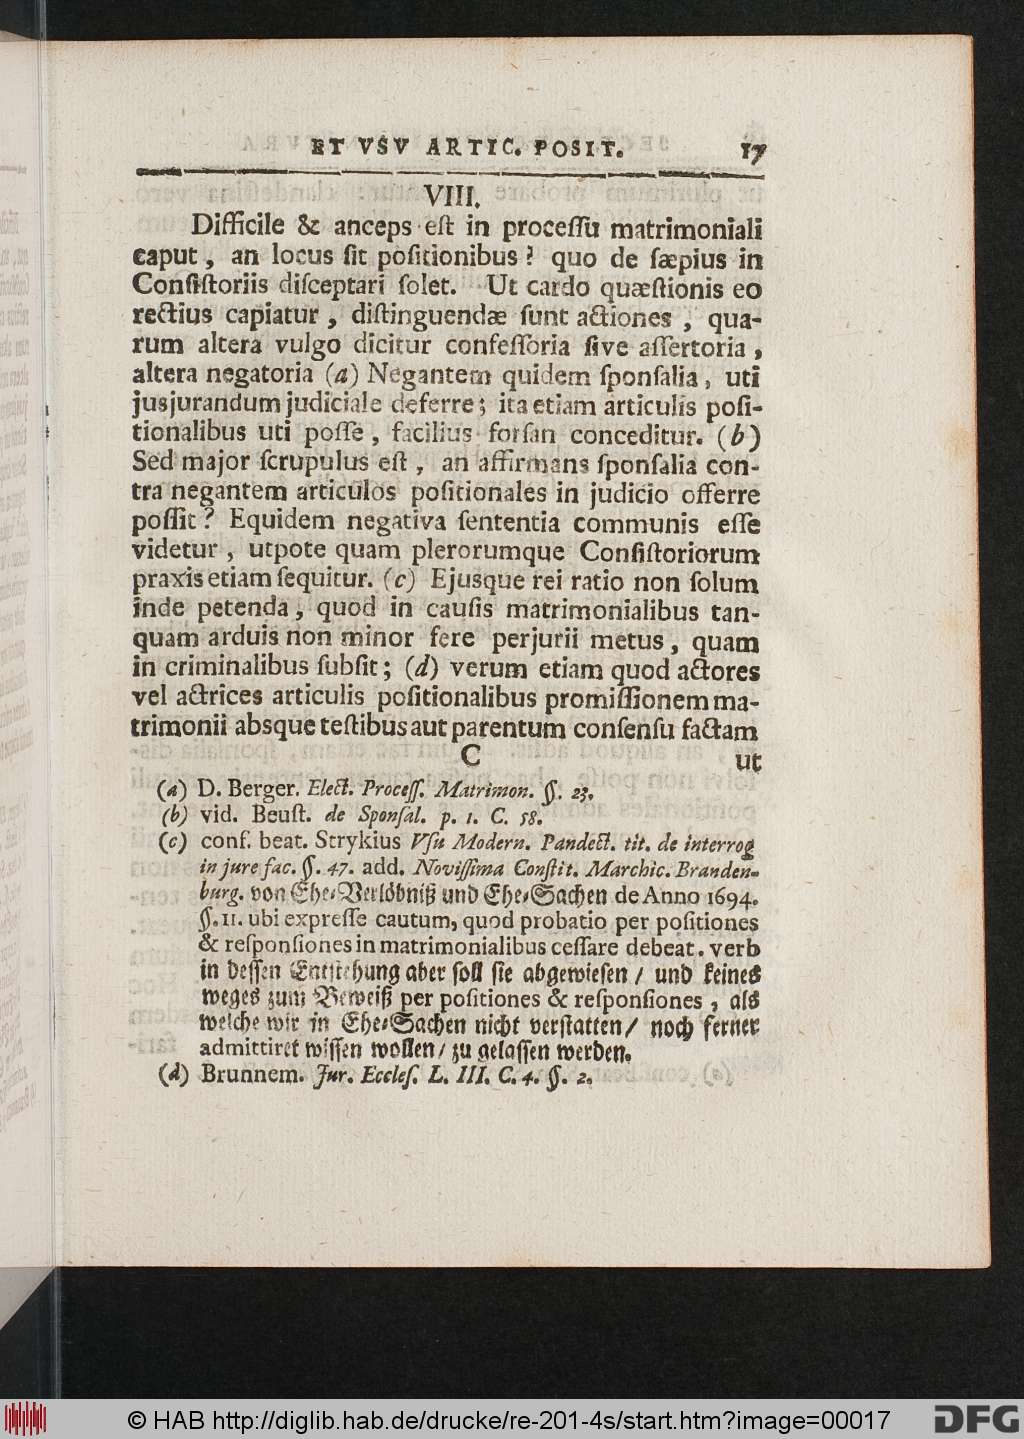 ET VSV ARTIC. POSIT. 17
VIII.
Difficile & anceps est in processu matrimoniali
caput, an locus sit positionibus? quo de sæpius in
Consistoriis disceptari solet. Ut cardo quæstionis eo
rectius capiatur, distinguendæ sunt actiones, qua-
rum altera vulgo dicitur confessoria sive assertoria,
altera negatoria (a) Negantem quidem sponsalia, uti
jusjurandum judiciale deferre; ita etiam articulis posi-
tionalibus uti posse, facilius forsan conceditur. (b)
Sed major scrupulus est, an affirmans sponsalia con-
tra negantem articulos positionales in judicio offerre
possit? Equidem negativa sententia communis esse
videtur, utpote quam plerorumque Consistoriorum
praxis etiam sequitur. (c) Ejusque rei ratio non solum
inde petenda, quod in causis matrimonialibus tan-
quam arduis non minor fere perjurii metus, quam
in criminalibus subsit; (d) verum etiam quod actores
vel actrices articulis positionalibus promissionem ma-
trimonii absque testibus aut parentum consensu factam
C ut
(a) D. Berger. Elect. Process. Matrimon. §. 23.
(b) vid. Beust. de Sponsal. p. 1. C. 58.
(c) conf. beat. Strykius Vsu Modern. Pandect. tit. de interrog
in jure fac. §. 47. add. Novissima Constit. Marchic. Branden-
burg. von Ehe-Verlöbniß und Ehe-Sachen de Anno 1694.
§. 11. ubi expresse cautum, quod probatio per positiones
& responsiones in matrimonialibus cessare debeat. verb
in dessen Entstehung aber soll sie abgewiesen / und keines
weges zum Beweiß per positiones & responsiones, als
welche wir in Ehe-Sachen nicht verstatten / noch ferner
admittiret wissen wollen / zu gelassen werden.
(d) Brunnem. Jur. Eccles. L. III. C. 4. §. 2.
© HAB http://diglib.hab.de/drucke/re-201-4s/start.htm?image=00017 DFG